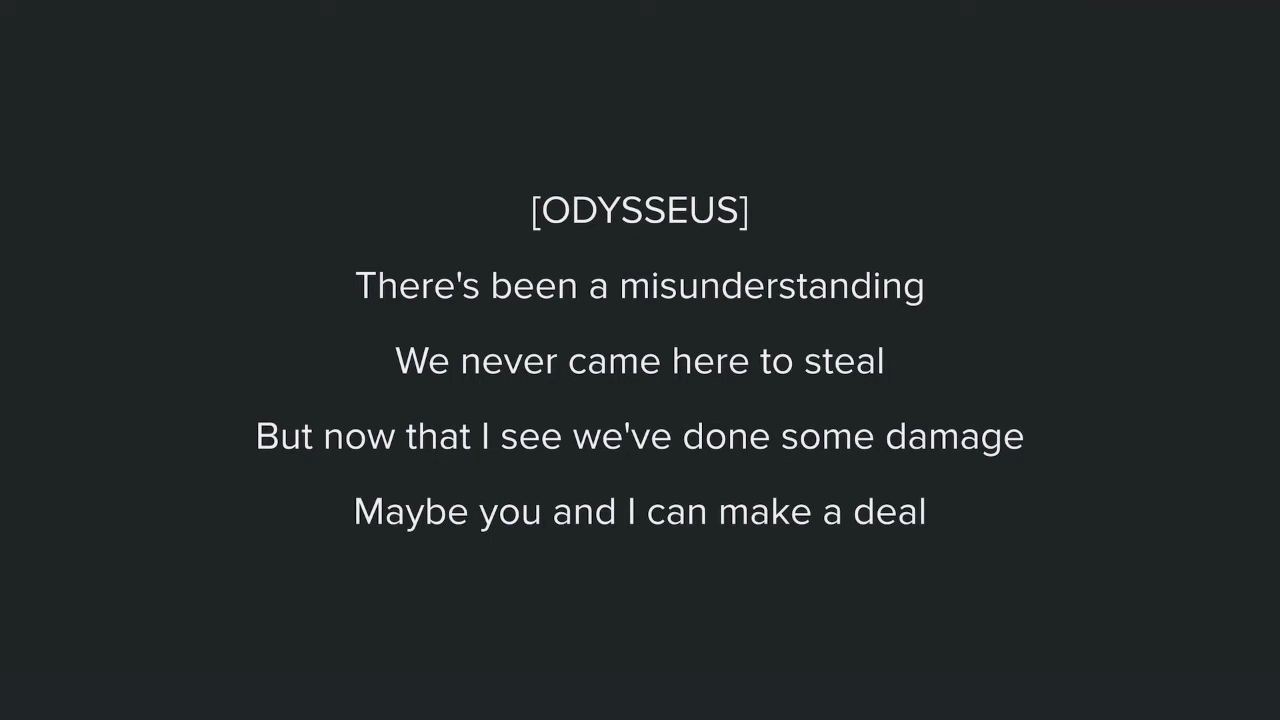 [ODYSSEUS]
There's been a misunderstanding
We never came here to steal
But now that I see we've done some damage
Maybe you and I can make a deal